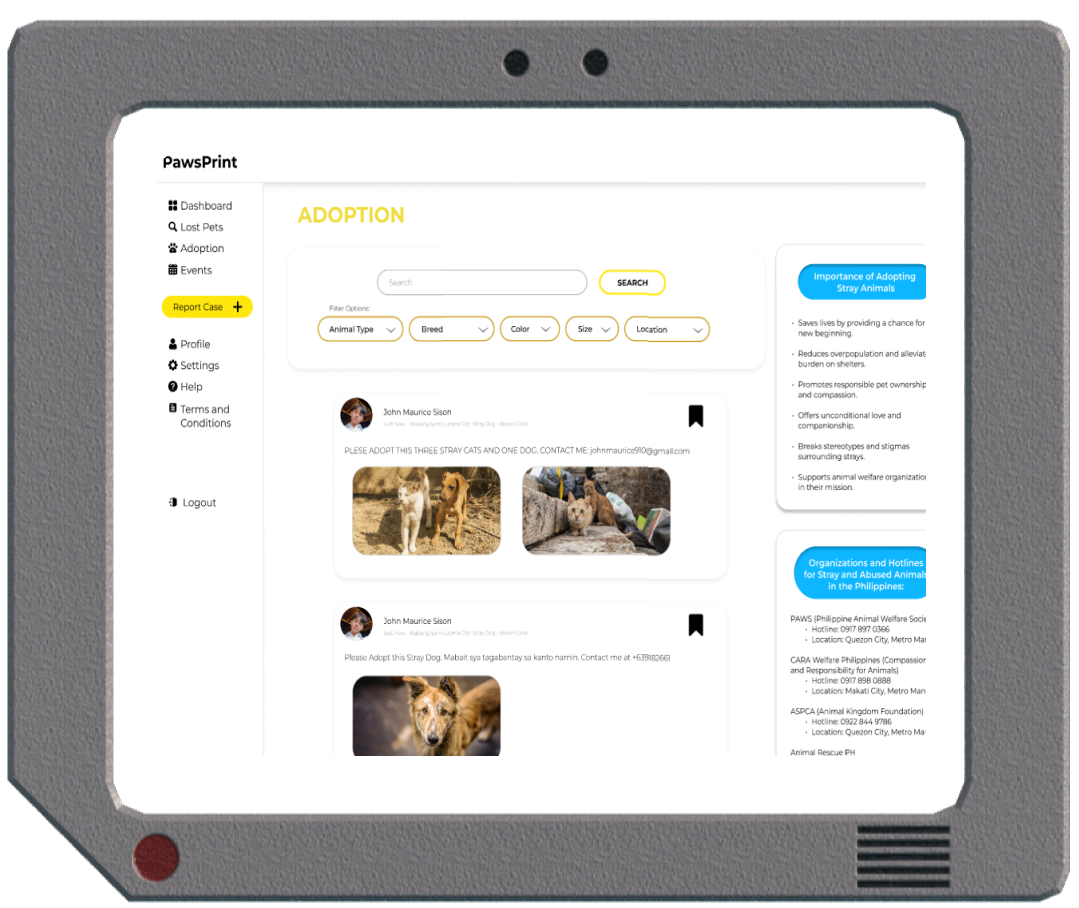 PawsPrint
Dashboard
Lost Pets
Adoption
Events
Report Case
Profile
Settings
Help
Terms and
Conditions
Logout
ADOPTION
Search
SEARCH
Filter Options:
Animal Type
Breed
Color
Size
Location
John Maurice Sison
Lucena City Stray Dog - Brown Color
PLESE ADOPT THIS THREE STRAY CATS AND ONE DOG. CONTACT ME: johnmaurice910@gmail.com
John Maurice Sison
Lucena City Stray Dog - Brown Color
Please Adopt this Stray Dog. Mabait sya tagabantay sa kanto namin. Contact me at +639182661
Importance of Adopting
Stray Animals
• Saves lives by providing a chance for
new beginning.
• Reduces overpopulation and alleviat
burden on shelters.
• Promotes responsible pet ownership
and compassion.
• Offers unconditional love and
companionship.
• Breaks stereotypes and stigmas
surrounding strays.
• Supports animal welfare organization
in their mission.
Organizations and Hotlines
for Stray and Abused Animals
in the Philippines:
PAWS (Philippine Animal Welfare Socie
• Hotline: 0917 897 0366
• Location: Quezon City, Metro Ma
CARA Welfare Philippines (Compassion
and Responsibility for Animals)
• Hotline: 0917 898 0888
• Location: Makati City, Metro Man
ASPCA (Animal Kingdom Foundation)
• Hotline: 0922 844 9786
• Location: Quezon City, Metro Ma
Animal Rescue PH